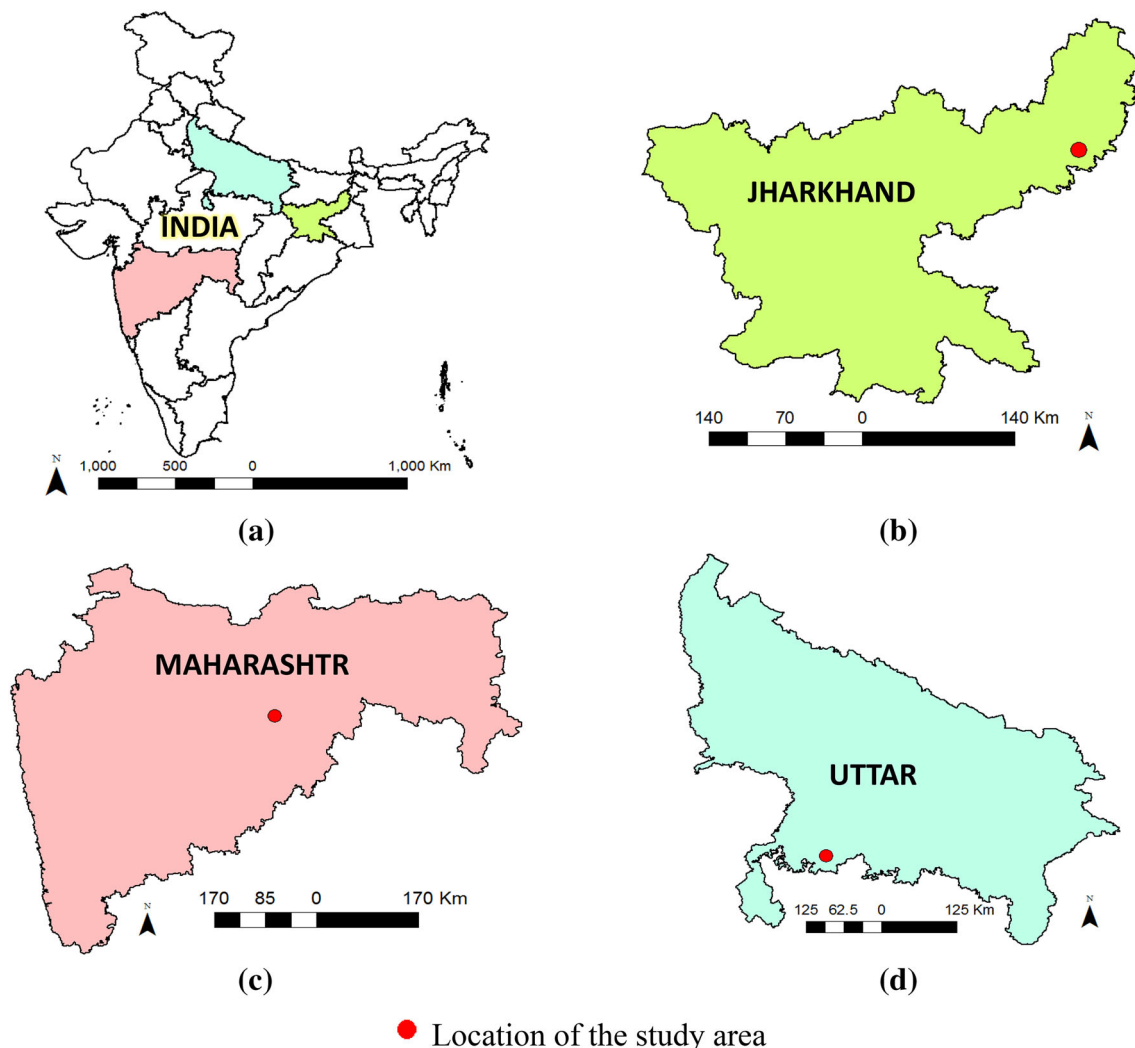 INDIA
N
1,000 500 0 1,000 Km
(a)
JHARKHAND
140 70 0 140 Km
N
(b)
MAHARASHTR
170 85 0 170 Km
N
(c)
UTTAR
125 62.5 0 125 Km
N
(d)
Location of the study area